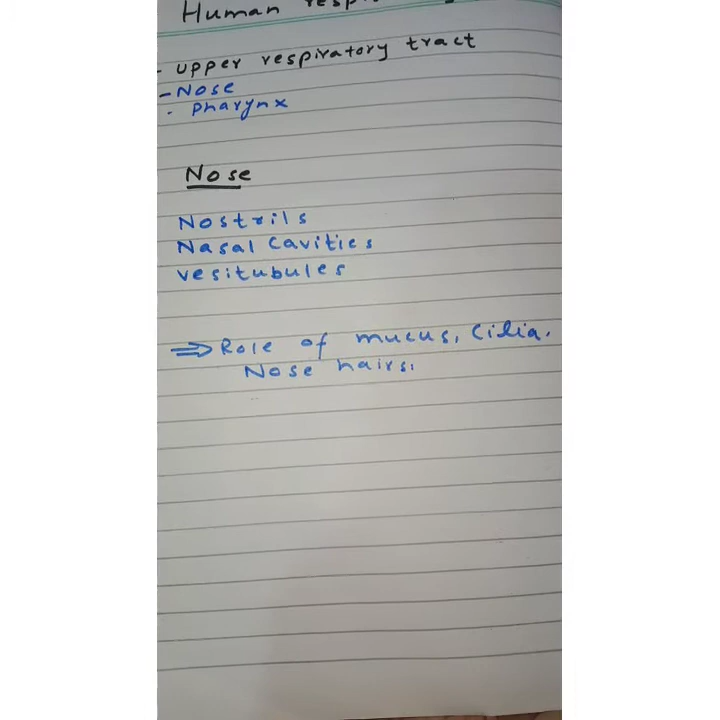 Human
- Upper respiratory tract
- Nose
- Pharynx
Nose
Nostrils
Nasal Cavities
vesitubules
⇒ Role of mucus, Cilia.
Nose hairs.